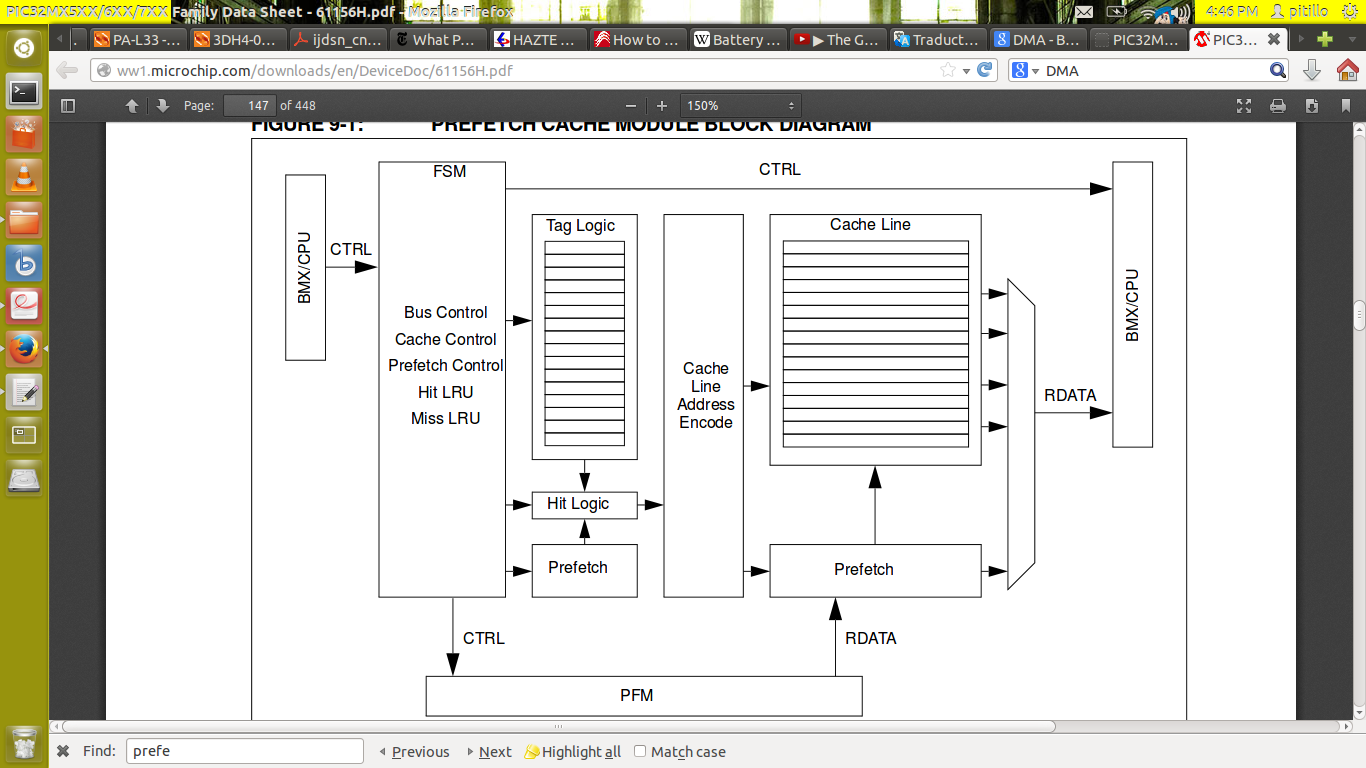 PIC32MX5XX/6XX/7XX Family Data Sheet - 61156H.pdf - Mozilla Firefox
4:46 PM pitillo
.
PA-L33 -...
3DH4-0...
ijdsn_cn...
What P...
HAZTE ...
How to ...
Battery ...
▶ The G...
Traduct...
DMA - B...
PIC32M...
PIC3...
ww1.microchip.com/downloads/en/DeviceDoc/61156H.pdf
DMA
Page: 147 of 448
150%
FIGURE 9-1: PREFETCH CACHE MODULE BLOCK DIAGRAM
BMX/CPU
CTRL
FSM
Bus Control
Cache Control
Prefetch Control
Hit LRU
Miss LRU
CTRL
Tag Logic
Hit Logic
Prefetch
Cache
Line
Address
Encode
Cache Line
Prefetch
RDATA
BMX/CPU
CTRL
RDATA
PFM
Find: prefe Previous Next Highlight all Match case